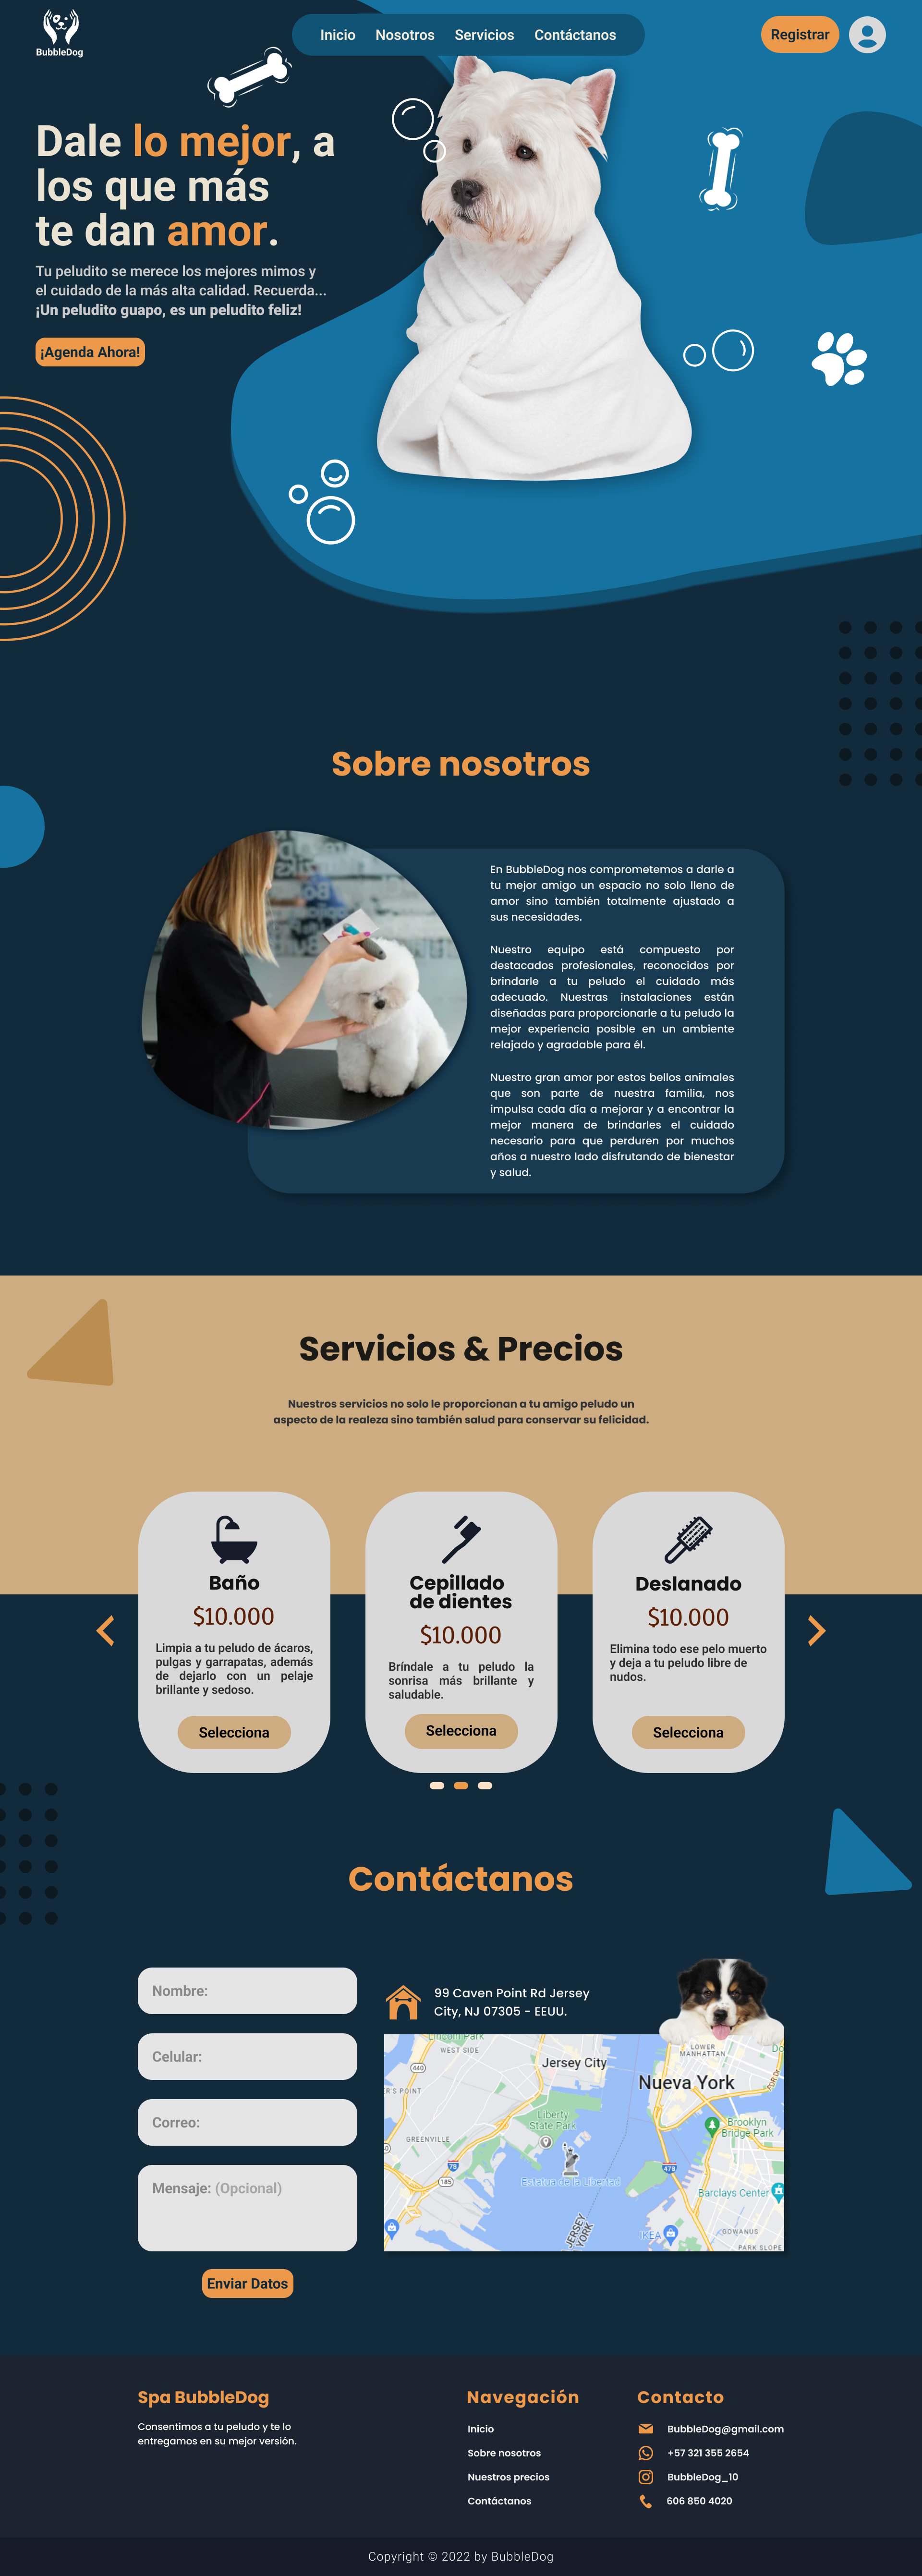 BubbleDog
Inicio Nosotros Servicios Contáctanos
Registrar
Dale lo mejor, a
los que más
te dan amor.
Tu peludito se merece los mejores mimos y
el cuidado de la más alta calidad. Recuerda...
¡Un peludito guapo, es un peludito feliz!
¡Agenda Ahora!
Sobre nosotros
En BubbleDog nos comprometemos a darle a
tu mejor amigo un espacio no solo lleno de
amor sino también totalmente ajustado a
sus necesidades.
Nuestro equipo está compuesto por
destacados profesionales, reconocidos por
brindarle a tu peludo el cuidado más
adecuado. Nuestras instalaciones están
diseñadas para proporcionarle a tu peludo la
mejor experiencia posible en un ambiente
relajado y agradable para él.
Nuestro gran amor por estos bellos animales
que son parte de nuestra familia, nos
impulsa cada día a mejorar y a encontrar la
mejor manera de brindarles el cuidado
necesario para que perduren por muchos
años a nuestro lado disfrutando de bienestar
y salud.
Servicios & Precios
Nuestros servicios no solo le proporcionan a tu amigo peludo un
aspecto de la realeza sino también salud para conservar su felicidad.
Baño
$10.000
Limpia a tu peludo de ácaros,
pulgas y garrapatas, además
de dejarlo con un pelaje
brillante y sedoso.
Selecciona
Cepillado
de dientes
$10.000
Bríndale a tu peludo la
sonrisa más brillante y
saludable.
Selecciona
Deslanado
$10.000
Elimina todo ese pelo muerto
y deja a tu peludo libre de
nudos.
Selecciona
Contáctanos
Nombre:
Celular:
Correo:
Mensaje: (Opcional)
Enviar Datos
99 Caven Point Rd Jersey
City, NJ 07305 - EEUU.
Lincoln Park
WEST SIDE
LOWER
MANHATTAN
Do
440
Jersey City
Nueva York
FDR Dr
R'S POINT
Liberty
State Park
Brooklyn
Bridge Park
GREENVILLE
78
478
185
Estatua de la Libertad
Barclays Center
JERSEY
YORK
IKEA
GOWANUS
PARK SLOPE
Spa BubbleDog
Consentimos a tu peludo y te lo
entregamos en su mejor versión.
Navegación
Inicio
Sobre nosotros
Nuestros precios
Contáctanos
Contacto
BubbleDog@gmail.com
+57 321 355 2654
BubbleDog_10
606 850 4020
Copyright © 2022 by BubbleDog